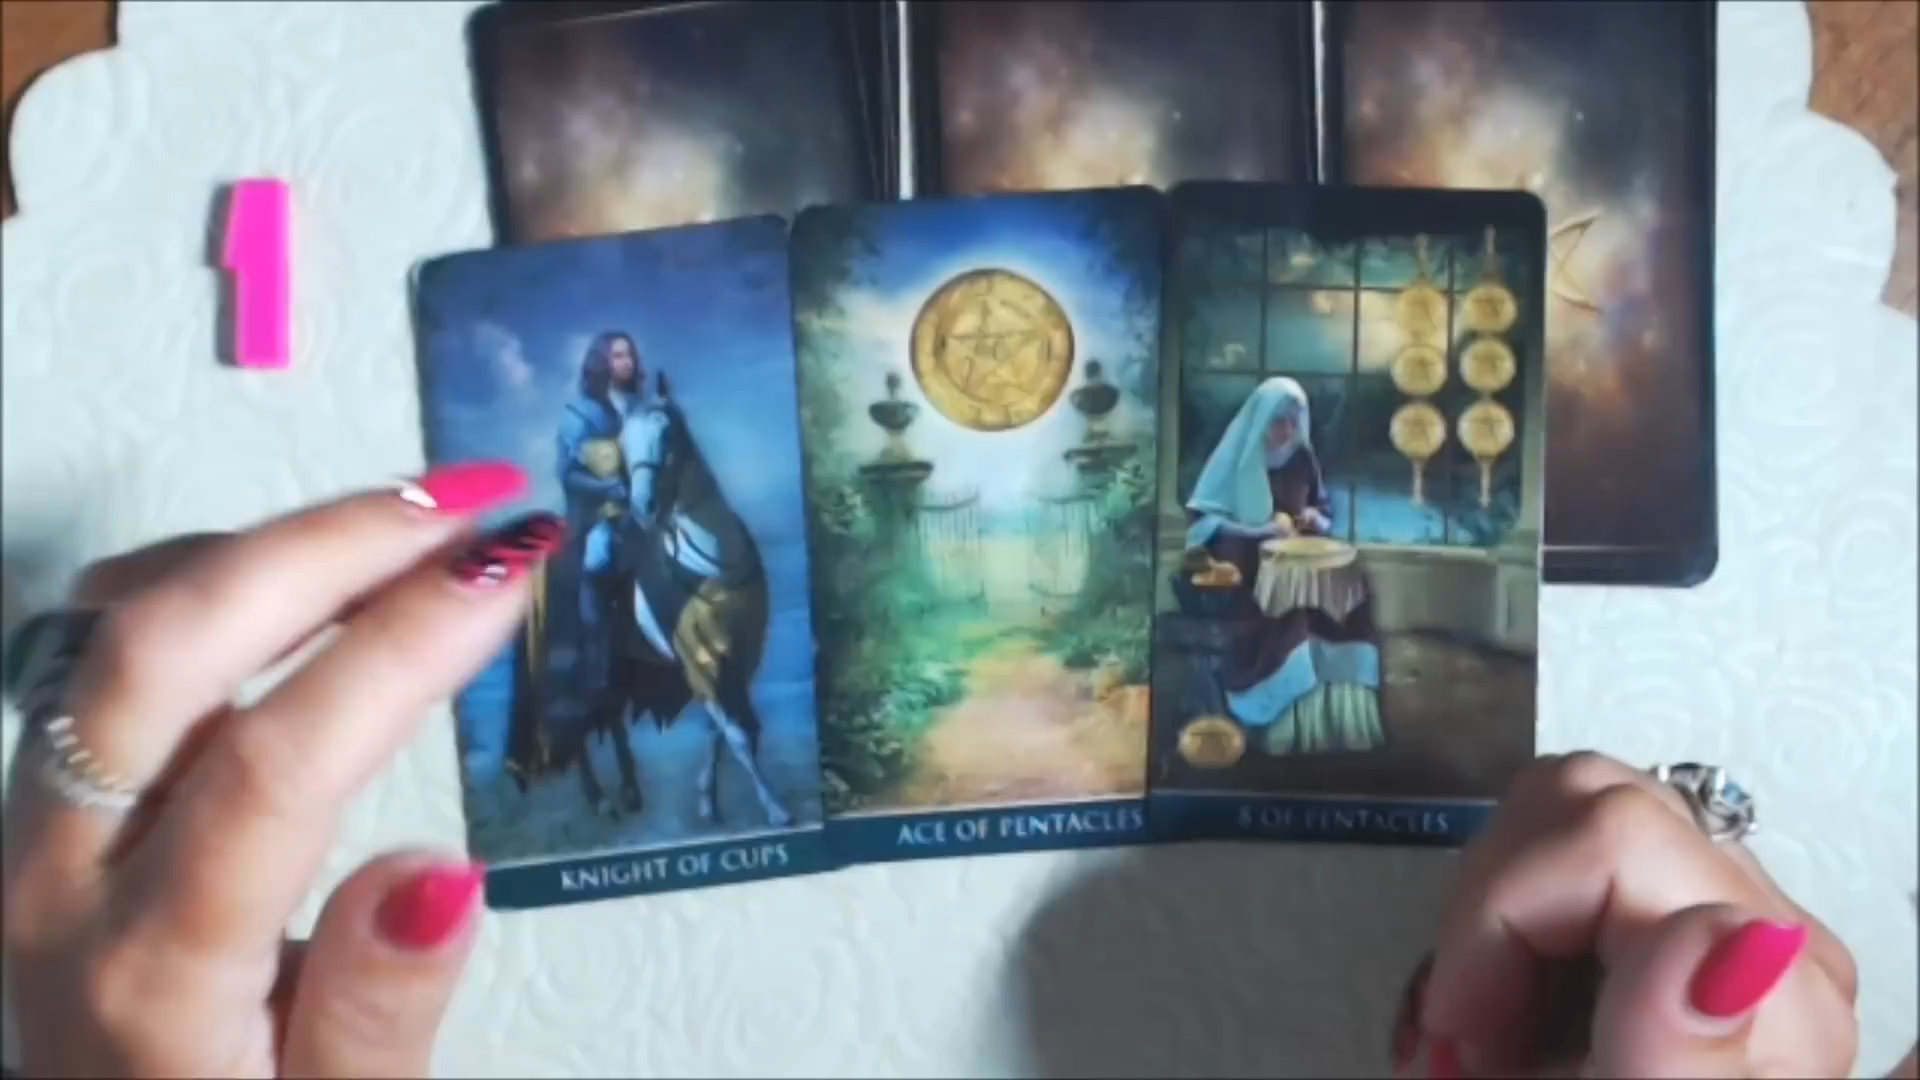 1
KNIGHT OF CUPS
ACE OF PENTACLES
8 OF PENTACLES